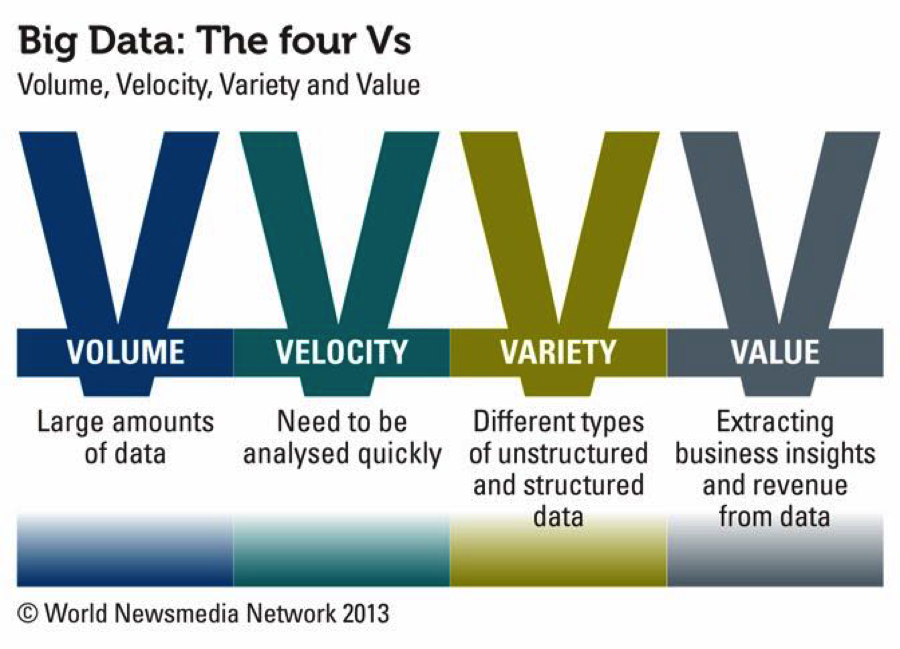 Big Data: The four Vs
Volume, Velocity, Variety and Value
VOLUME
Large amounts
of data
VELOCITY
Need to be
analysed quickly
VARIETY
Different types
of unstructured
and structured
data
VALUE
Extracting
business insights
and revenue
from data
© World Newsmedia Network 2013